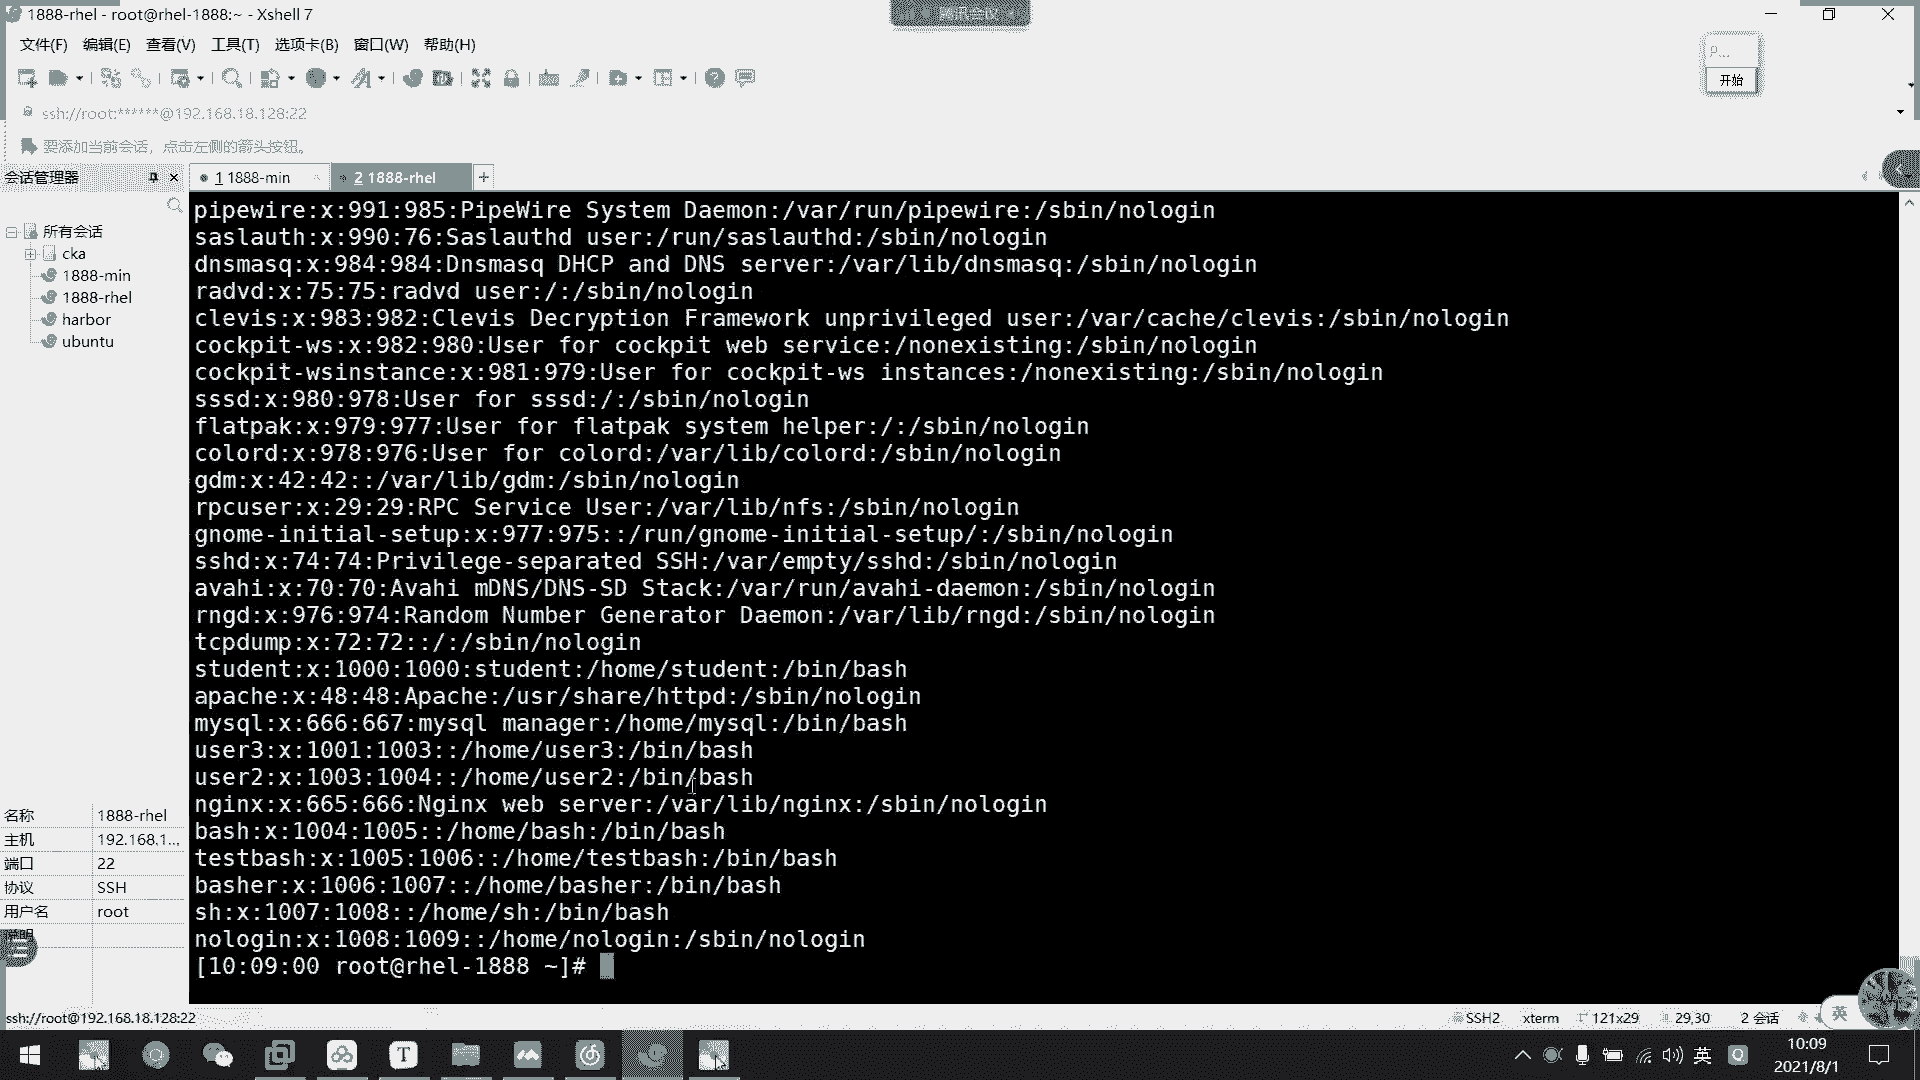 1888-rhel - root@rhel-1888:~ - Xshell 7
腾讯会议
文件(F) 编辑(E) 查看(V) 工具(T) 选项卡(B) 窗口(W) 帮助(H)
P...
开始
ssh://root:******@192.168.18.128:22
要添加当前会话，点击左侧的箭头按钮。
会话管理器
1 1888-min
2 1888-rhel
所有会话
cka
1888-min
1888-rhel
harbor
ubuntu
pipewire:x:991:985:PipeWire System Daemon:/var/run/pipewire:/sbin/nologin
saslauth:x:990:76:Saslauthd user:/run/saslauthd:/sbin/nologin
dnsmasq:x:984:984:Dnsmasq DHCP and DNS server:/var/lib/dnsmasq:/sbin/nologin
radvd:x:75:75:radvd user:/:/sbin/nologin
clevis:x:983:982:Clevis Decryption Framework unprivileged user:/var/cache/clevis:/sbin/nologin
cockpit-ws:x:982:980:User for cockpit web service:/nonexisting:/sbin/nologin
cockpit-wsinstance:x:981:979:User for cockpit-ws instances:/nonexisting:/sbin/nologin
sssd:x:980:978:User for sssd:/:/sbin/nologin
flatpak:x:979:977:User for flatpak system helper:/:/sbin/nologin
colord:x:978:976:User for colord:/var/lib/colord:/sbin/nologin
gdm:x:42:42::/var/lib/gdm:/sbin/nologin
rpcuser:x:29:29:RPC Service User:/var/lib/nfs:/sbin/nologin
gnome-initial-setup:x:977:975::/run/gnome-initial-setup/:/sbin/nologin
sshd:x:74:74:Privilege-separated SSH:/var/empty/sshd:/sbin/nologin
avahi:x:70:70:Avahi mDNS/DNS-SD Stack:/var/run/avahi-daemon:/sbin/nologin
rngd:x:976:974:Random Number Generator Daemon:/var/lib/rngd:/sbin/nologin
tcpdump:x:72:72::/:/sbin/nologin
student:x:1000:1000:student:/home/student:/bin/bash
apache:x:48:48:Apache:/usr/share/httpd:/sbin/nologin
mysql:x:666:667:mysql manager:/home/mysql:/bin/bash
user3:x:1001:1003::/home/user3:/bin/bash
user2:x:1003:1004::/home/user2:/bin/bash
nginx:x:665:666:Nginx web server:/var/lib/nginx:/sbin/nologin
bash:x:1004:1005::/home/bash:/bin/bash
testbash:x:1005:1006::/home/testbash:/bin/bash
basher:x:1006:1007::/home/basher:/bin/bash
sh:x:1007:1008::/home/sh:/bin/bash
nologin:x:1008:1009::/home/nologin:/sbin/nologin
[10:09:00 root@rhel-1888 ~]#
名称 1888-rhel
主机 192.168.1...
端口 22
协议 SSH
用户名 root
说明
ssh://root@192.168.18.128:22
SSH2 xterm 121x29 29,30 2 会话
英
英
10:09
2021/8/1